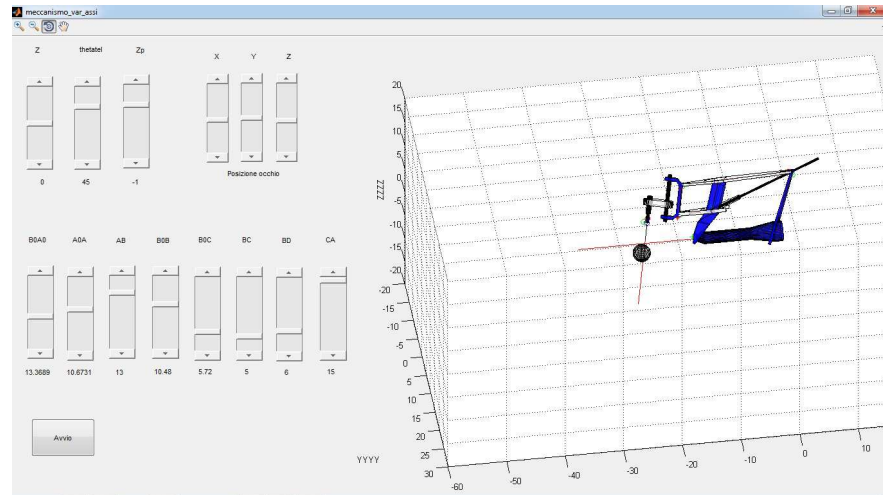 meccanismo_var_assi
Z thetatel Zp
X Y Z
Posizione occhio
0 45 -1
B0A0 A0A AB B0B B0C BC BD CA
13.3689 10.6731 13 10.48 5.72 5 6 15
Avvio
ZZZZ
20
15
10
5
0
-5
-10
-15
-20
-20
-15
-10
-5
0
5
10
15
20
25
30
YYYY
-60 -50 -40 -30 -20 -10 0 10